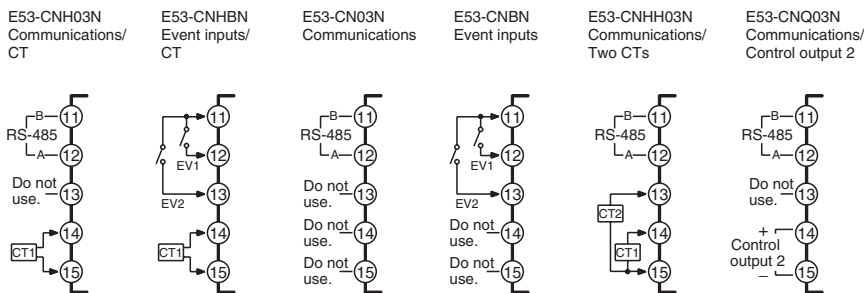 E53-CNH03N
Communications/
CT
B
11
RS-485
A
12
Do not
use.
13
14
CT1
15
E53-CNHBN
Event inputs/
CT
11
12
EV1
13
EV2
14
CT1
15
E53-CN03N
Communications
B
11
RS-485
A
12
Do not
use.
13
Do not
use.
14
Do not
use.
15
E53-CNBN
Event inputs
11
12
EV1
13
EV2
Do not
use.
14
Do not
use.
15
E53-CNHH03N
Communications/
Two CTs
B
11
RS-485
A
12
13
CT2
14
CT1
15
E53-CNQ03N
Communications/
Control output 2
B
11
RS-485
A
12
Do not
use.
13
+
14
Control
output 2
−
15